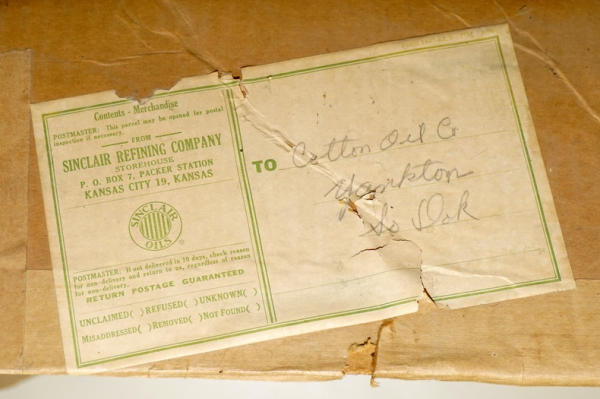 Contents - Merchandise
POSTMASTER: This parcel may be opened for postal
inspection if necessary.
FROM
SINCLAIR REFINING COMPANY
STOREHOUSE
P. O. BOX 7, PACKER STATION
KANSAS CITY 19, KANSAS
SINCLAIR
OILS
®
POSTMASTER: If not delivered in 10 days, check reason
for non-delivery and return to us, regardless of reason
for non-delivery.
RETURN POSTAGE GUARANTEED
UNCLAIMED( ) REFUSED( ) UNKNOWN( )
MISADDRESSED( ) REMOVED( ) NOT FOUND( )
TO
Cotton Oil Co
Yankton
So Dak